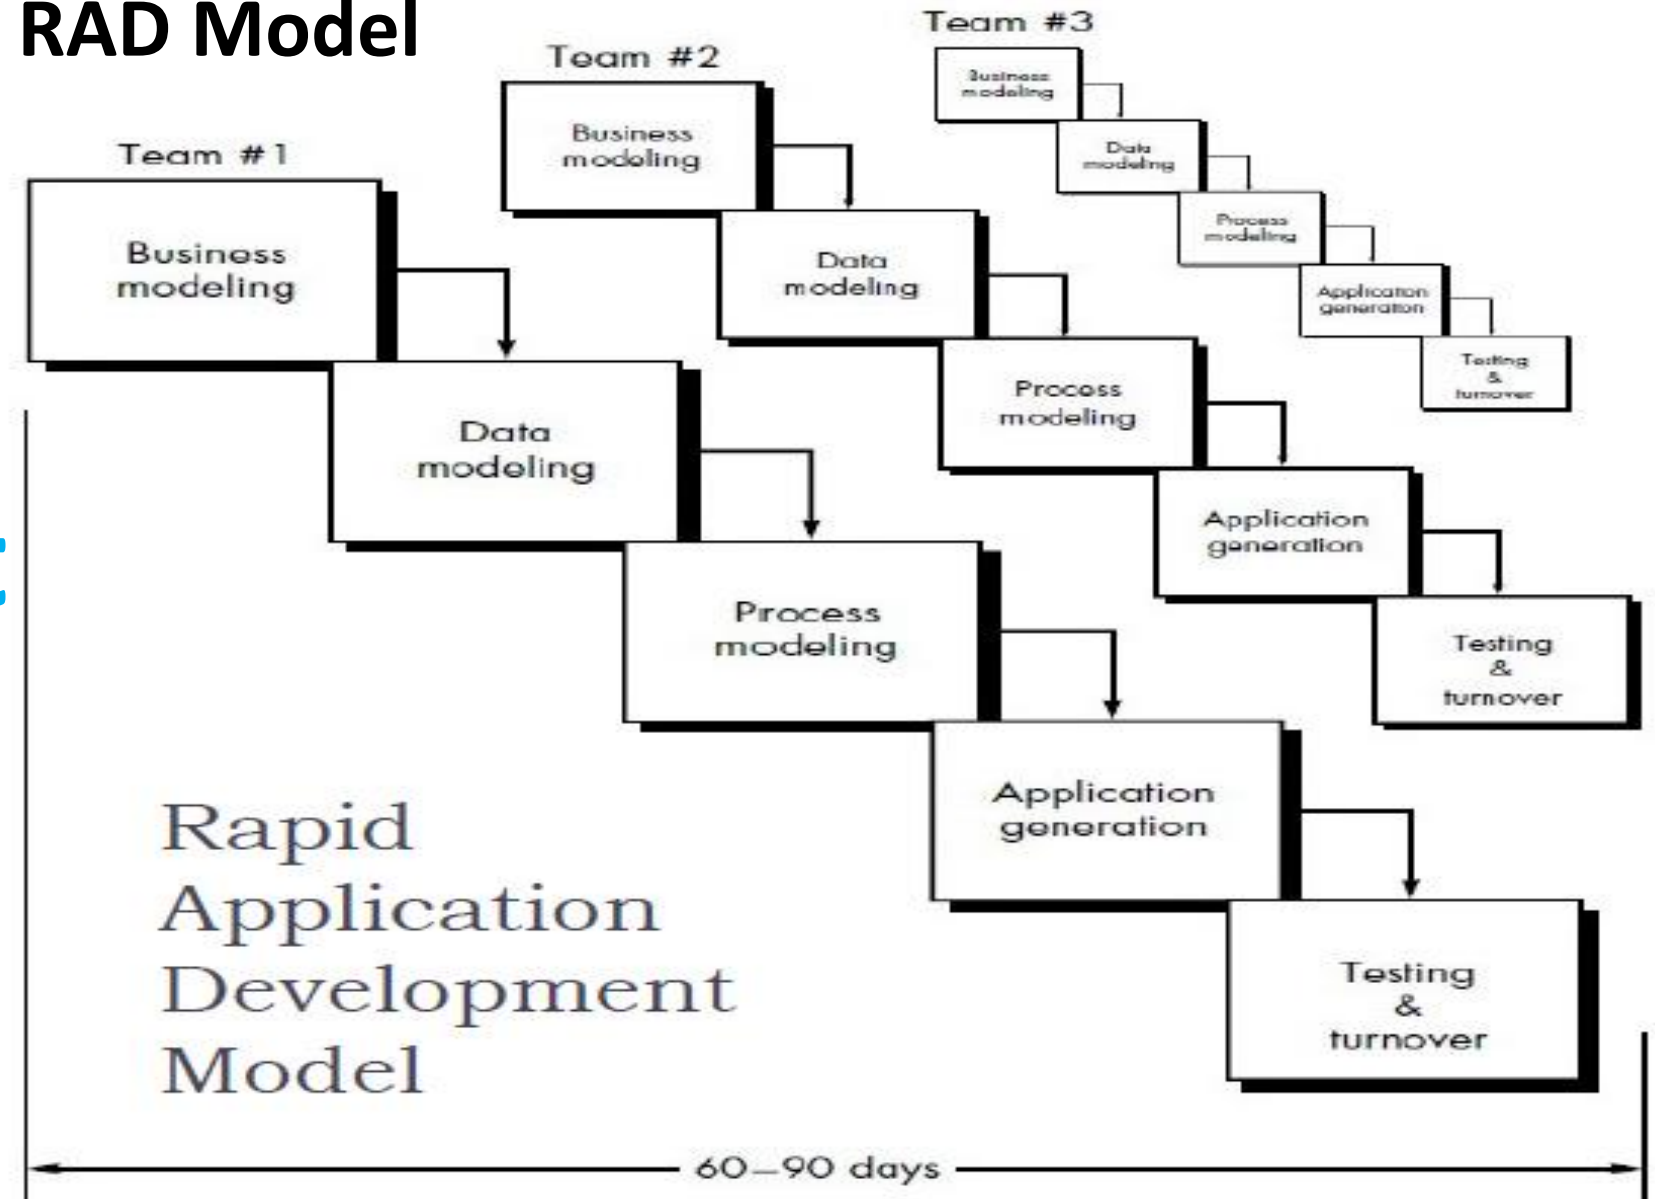 RAD Model
Team #1
Business
modeling
Data
modeling
Process
modeling
Application
generation
Testing
&
turnover
Team #2
Business
modeling
Data
modeling
Process
modeling
Application
generation
Testing
&
turnover
Team #3
Business
modeling
Data
modeling
Process
modeling
Application
generation
Testing
&
turnover
Rapid
Application
Development
Model
60–90 days